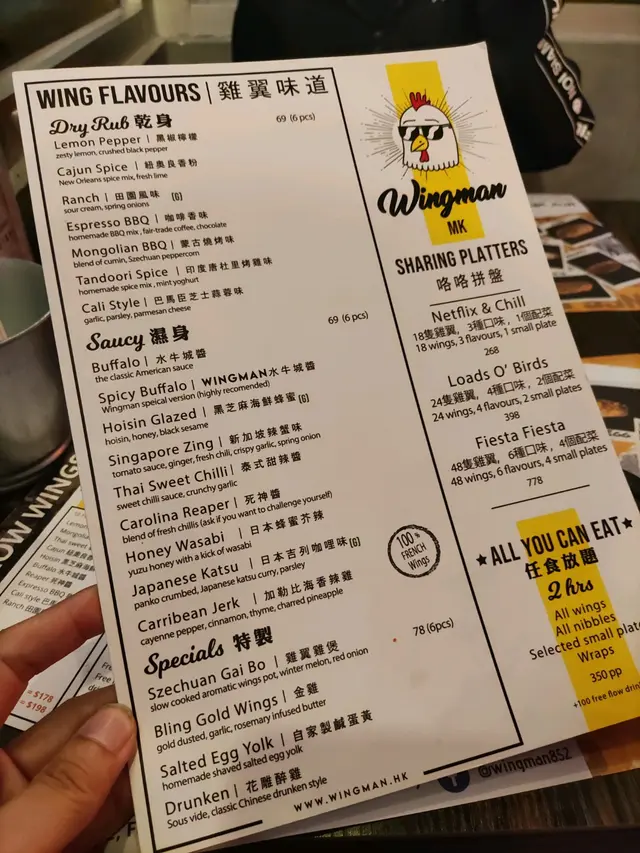 WING FLAVOURS | 雞翼味道
Dry Rub 乾身
69 (6 pcs)
Lemon Pepper | 黑椒檸檬
zesty lemon, crushed black pepper
Cajun Spice | 紐奧良香粉
New Orleans spice mix, fresh lime
Ranch | 田園風味 (G)
sour cream, spring onions
Espresso BBQ | 咖啡香味
homemade BBQ mix, fair-trade coffee, chocolate
Mongolian BBQ | 蒙古燒烤味
blend of cumin, Szechuan peppercorn
Tandoori Spice | 印度唐杜里烤雞味
homemade spice mix, mint yoghurt
Cali Style | 巴馬臣芝士蒜蓉味
garlic, parsley, parmesan cheese
Saucy 濕身
69 (6 pcs)
Buffalo | 水牛城醬
the classic American sauce
Spicy Buffalo | WINGMAN水牛城醬
Wingman speical version (highly recomended)
Hoisin Glazed | 黑芝麻海鮮蜂蜜 (G)
hoisin, honey, black sesame
Singapore Zing | 新加坡辣蟹味
tomato sauce, ginger, fresh chili, crispy garlic, spring onion
Thai Sweet Chilli | 泰式甜辣醬
sweet chilli sauce, crunchy garlic
Carolina Reaper | 死神醬
blend of fresh chillis (ask if you want to challenge yourself)
Honey Wasabi | 日本蜂蜜芥辣
yuzu honey with a kick of wasabi
Japanese Katsu | 日本吉列咖喱味 (G)
panko crumbed, Japanese katsu curry, parsley
Carribean Jerk | 加勒比海香辣雞
cayenne pepper, cinnamon, thyme, charred pineapple
100%
FRENCH
Wings
Specials 特製
78 (6pcs)
Szechuan Gai Bo | 雞翼雞煲
slow cooked aromatic wings pot, winter melon, red onion
Bling Gold Wings | 金雞
gold dusted, garlic, rosemary infused butter
Salted Egg Yolk | 自家製鹹蛋黃
homemade shaved salted egg yolk
Drunken | 花雕醉雞
Sous vide, classic Chinese drunken style
WWW.WINGMAN.HK
Wingman
MK
SHARING PLATTERS
咯咯拼盤
Netflix & Chill
18隻雞翼, 3種口味, 1個配菜
18 wings, 3 flavours, 1 small plate
268
Loads O' Birds
24隻雞翼, 4種口味, 2個配菜
24 wings, 4 flavours, 2 small plates
398
Fiesta Fiesta
48隻雞翼, 6種口味, 4個配菜
48 wings, 6 flavours, 4 small plates
778
★ ALL YOU CAN EAT ★
任食放題
2 hrs
All wings
All nibbles
Selected small plate
Wraps
350 pp
+100 free flow drin
@wingman852
= $178
= $198